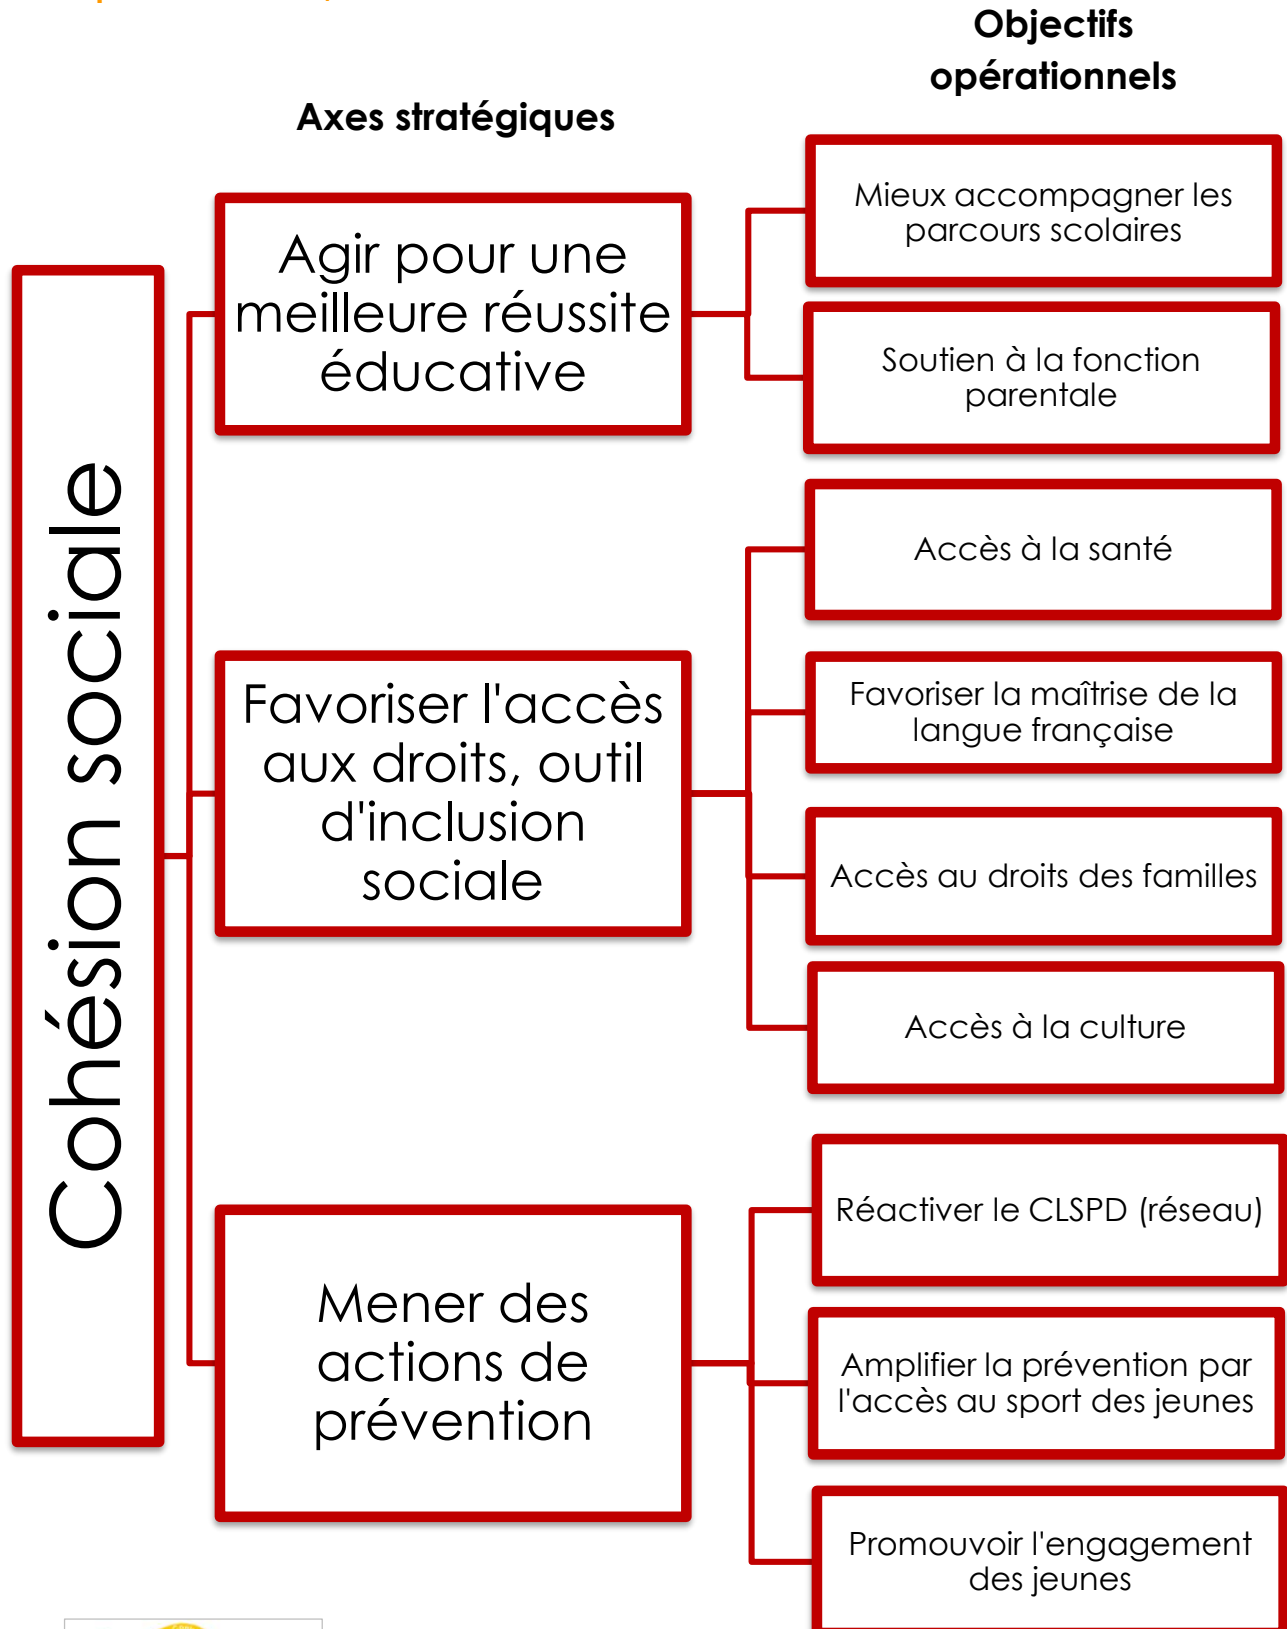 Objectifs
opérationnels
Axes stratégiques
Cohésion sociale
Agir pour une
meilleure réussite
éducative
Mieux accompagner les
parcours scolaires
Soutien à la fonction
parentale
Favoriser l'accès
aux droits, outil
d'inclusion
sociale
Accès à la santé
Favoriser la maîtrise de la
langue française
Accès au droits des familles
Accès à la culture
Mener des
actions de
prévention
Réactiver le CLSPD (réseau)
Amplifier la prévention par
l'accès au sport des jeunes
Promouvoir l'engagement
des jeunes